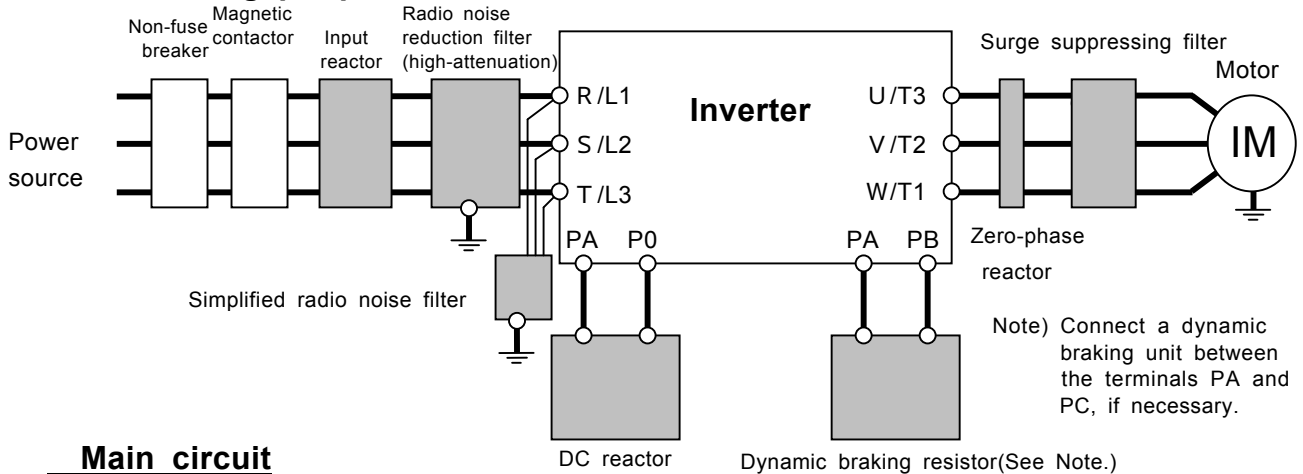 Non-fuse
breaker
Magnetic
contactor
Input
reactor
Radio noise
reduction filter
(high-attenuation)
Power
source
R/L1
S/L2
T/L3
Inverter
U/T3
V/T2
W/T1
PA P0
PA PB
Surge suppressing filter
Motor
IM
Zero-phase
reactor
Simplified radio noise filter
Note) Connect a dynamic
braking unit between
the terminals PA and
PC, if necessary.
DC reactor
Dynamic braking resistor(See Note.)
Main circuit